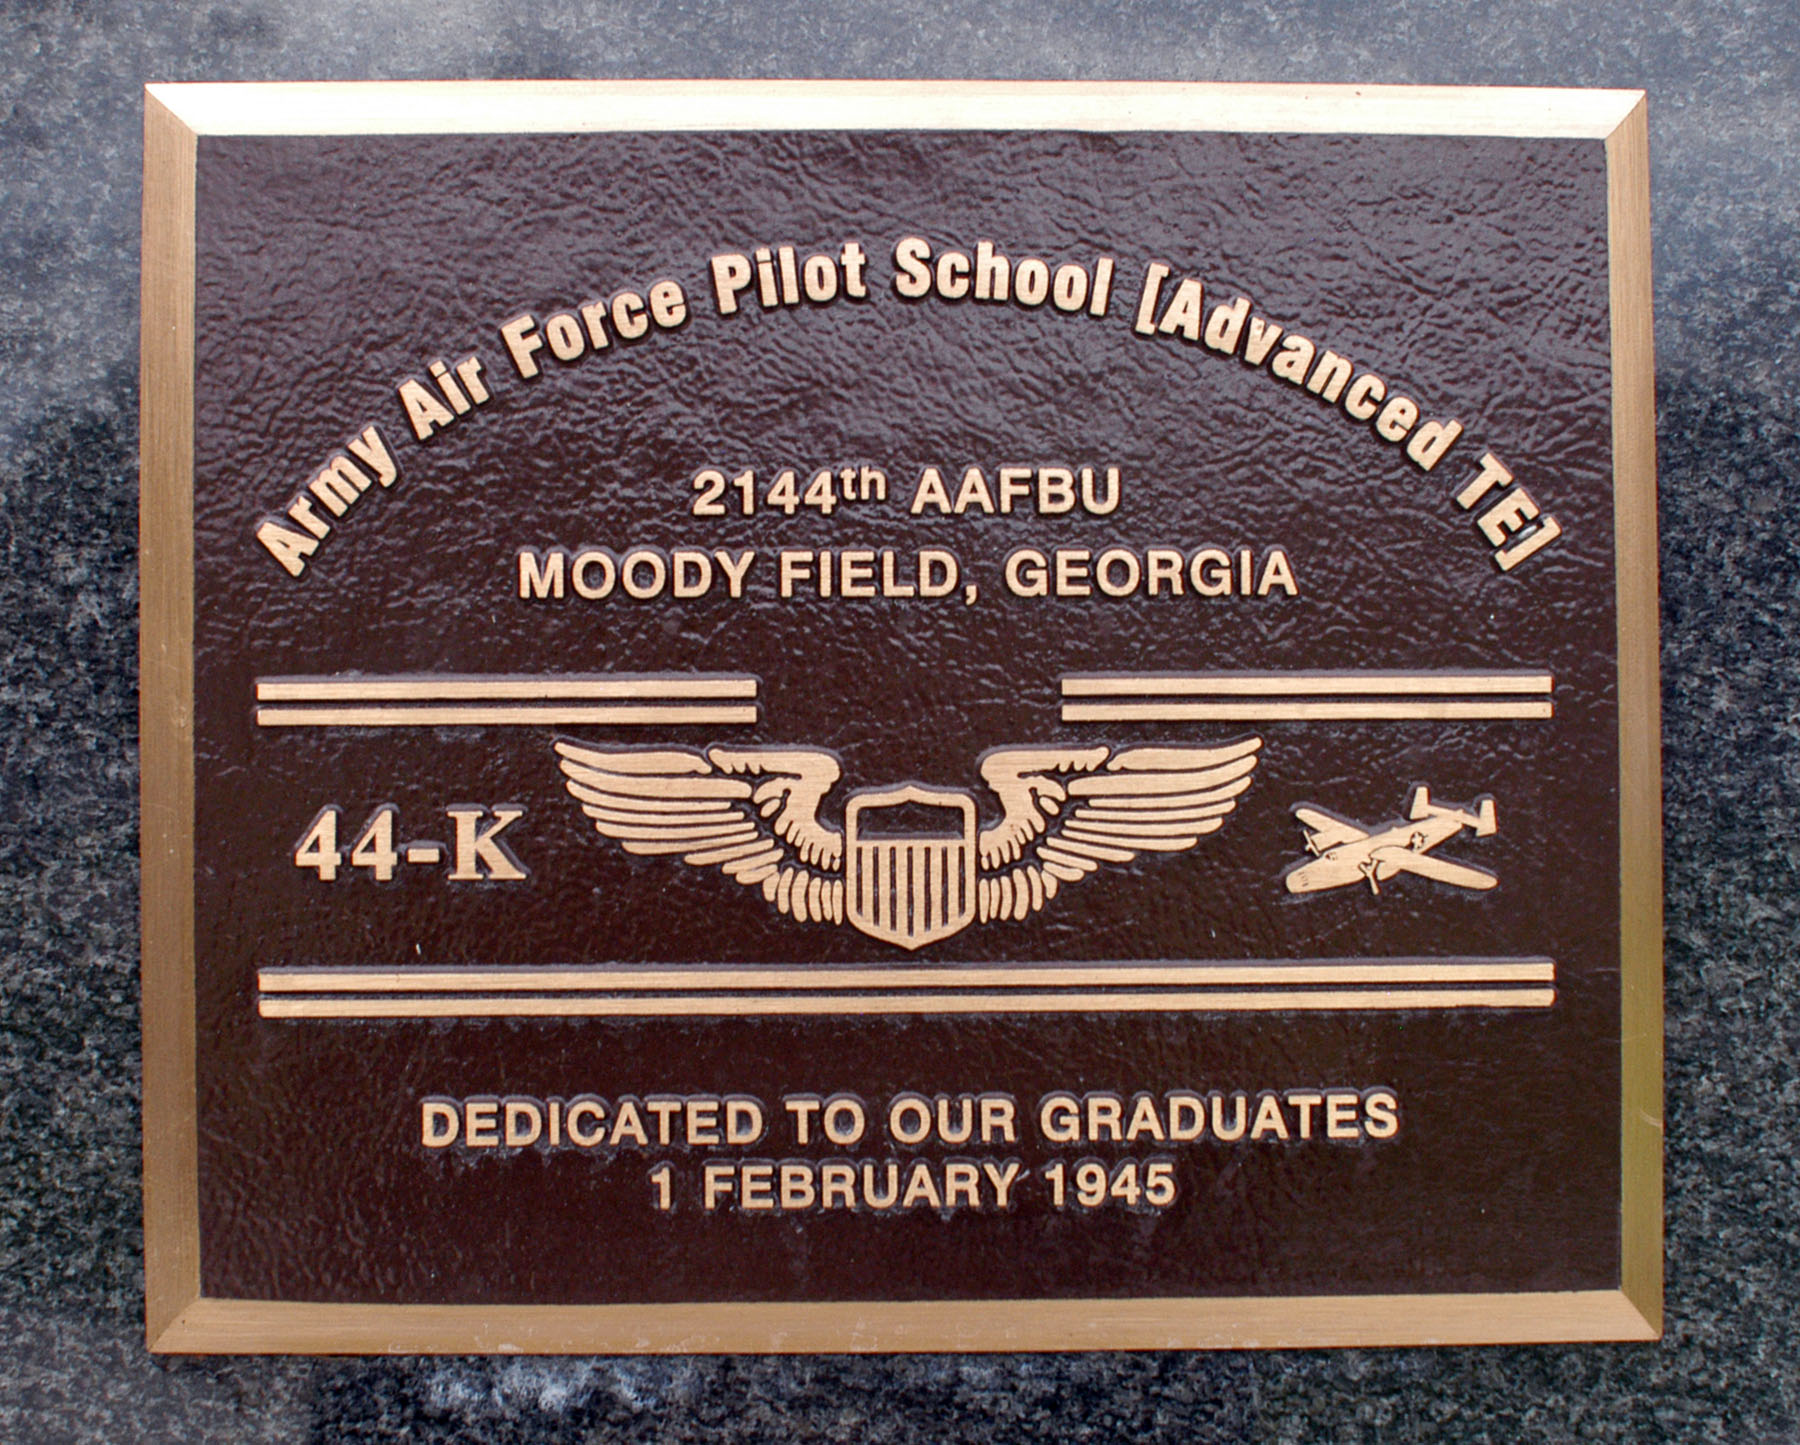 Army Air Force Pilot School [Advanced TE]
2144th AAFBU
MOODY FIELD, GEORGIA
44-K
DEDICATED TO OUR GRADUATES
1 FEBRUARY 1945